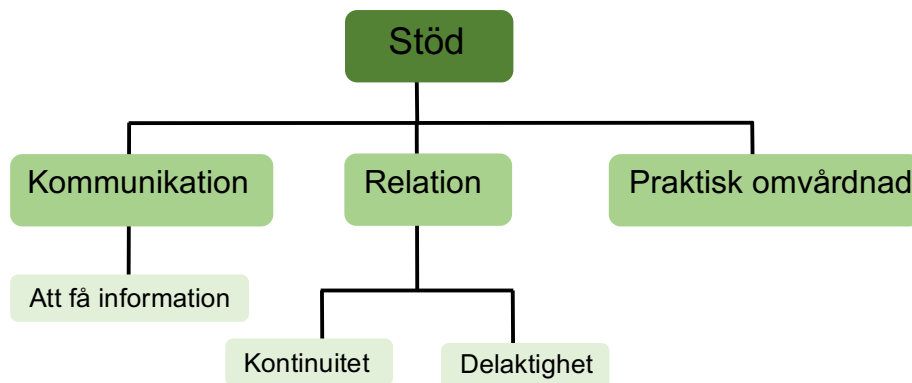 Stöd
Kommunikation
Relation
Praktisk omvårdnad
Att få information
Kontinuitet
Delaktighet